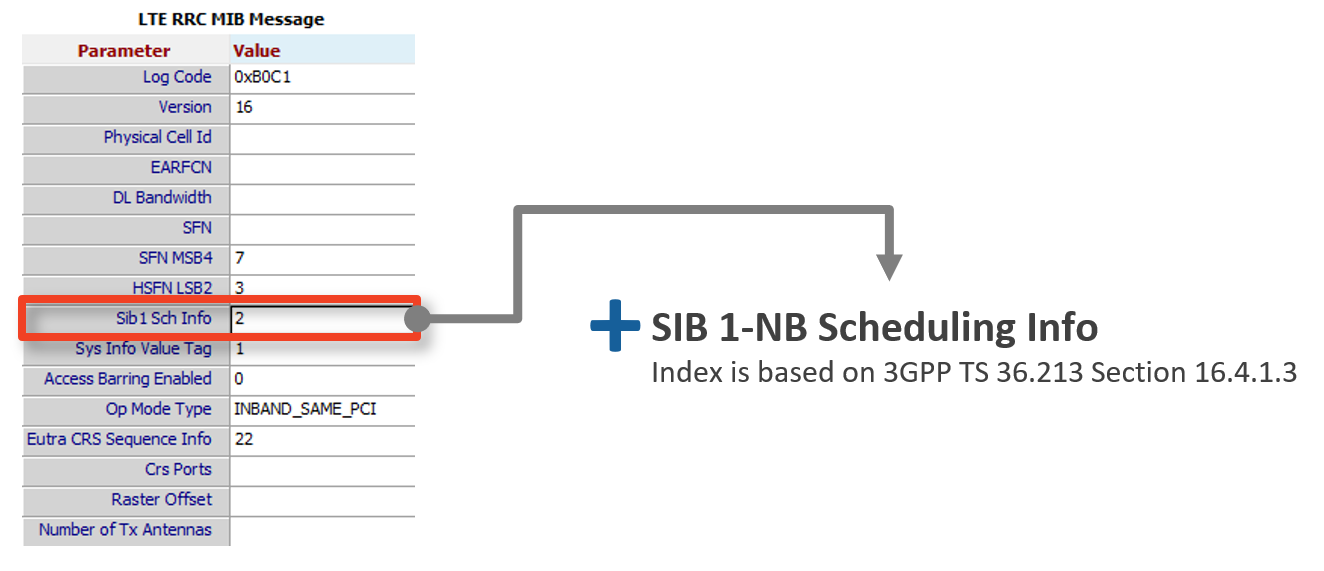 LTE RRC MIB Message
Parameter Value
Log Code 0xB0C1
Version 16
Physical Cell Id
EARFCN
DL Bandwidth
SFN
SFN MSB4 7
HSFN LSB2 3
Sib1 Sch Info 2
Sys Info Value Tag 1
Access Barring Enabled 0
Op Mode Type INBAND_SAME_PCI
Eutra CRS Sequence Info 22
Crs Ports
Raster Offset
Number of Tx Antennas
SIB 1-NB Scheduling Info
Index is based on 3GPP TS 36.213 Section 16.4.1.3